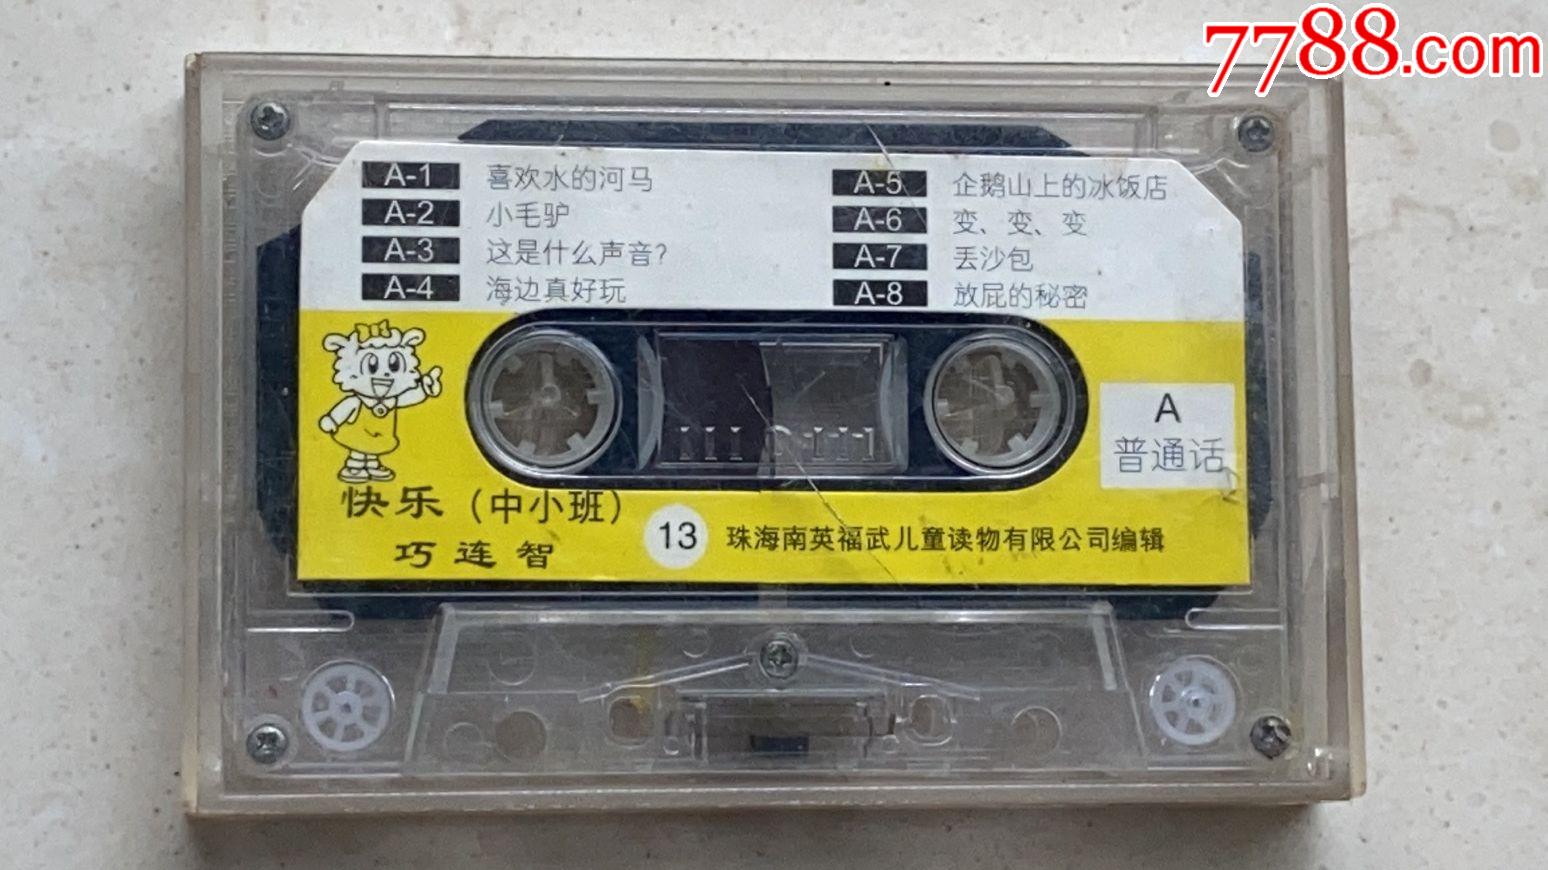 7788.com
A-1 喜欢水的河马
A-2 小毛驴
A-3 这是什么声音?
A-4 海边真好玩
A-5 企鹅山上的冰饭店
A-6 变、变、变
A-7 丢沙包
A-8 放屁的秘密
A
普通话
快乐（中小班）
巧连智
13 珠海南英福武儿童读物有限公司编辑